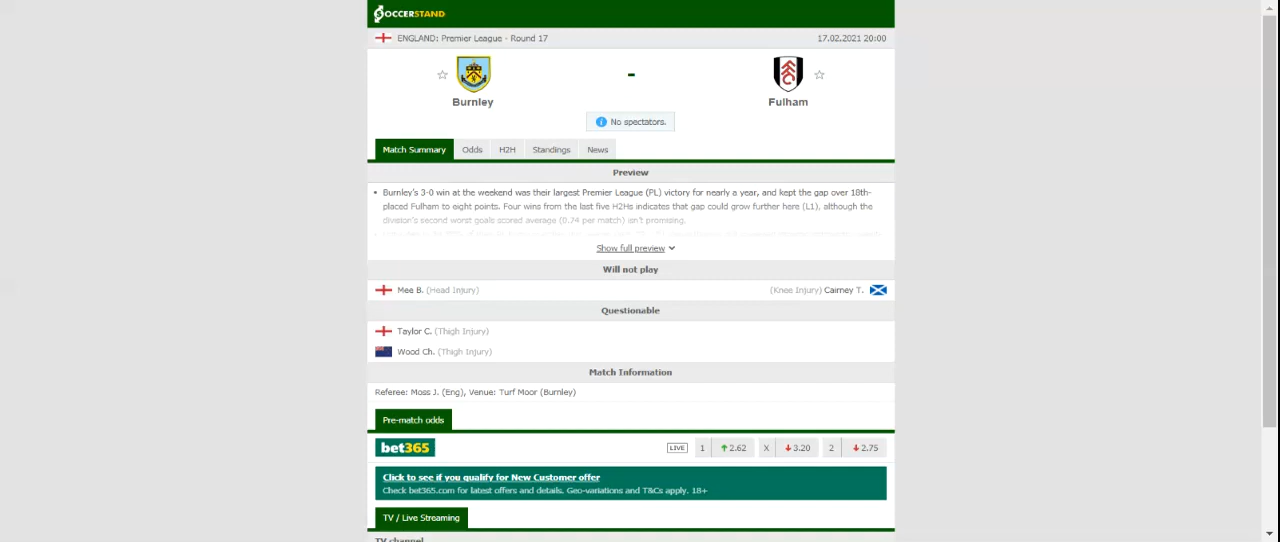 SOCCERSTAND
ENGLAND: Premier League - Round 17 17.02.2021 20:00
-
Burnley Fulham
No spectators.
Match Summary Odds H2H Standings News
Preview
Burnley's 3-0 win at the weekend was their largest Premier League (PL) victory for nearly a year, and kept the gap over 18th-
placed Fulham to eight points. Four wins from the last five H2Hs indicates that gap could grow further here (L1), although the
division's second worst goals scored average (0.74 per match) isn't promising.
Show full preview
Will not play
Mee B. (Head Injury) (Knee Injury) Cairney T.
Questionable
Taylor C. (Thigh Injury)
Wood Ch. (Thigh Injury)
Match Information
Referee: Moss J. (Eng), Venue: Turf Moor (Burnley)
Pre-match odds
bet365 LIVE 1 2.62 X 3.20 2 2.75
Click to see if you qualify for New Customer offer
Check bet365.com for latest offers and details. Geo-variations and T&Cs apply. 18+
TV / Live Streaming
TV channel